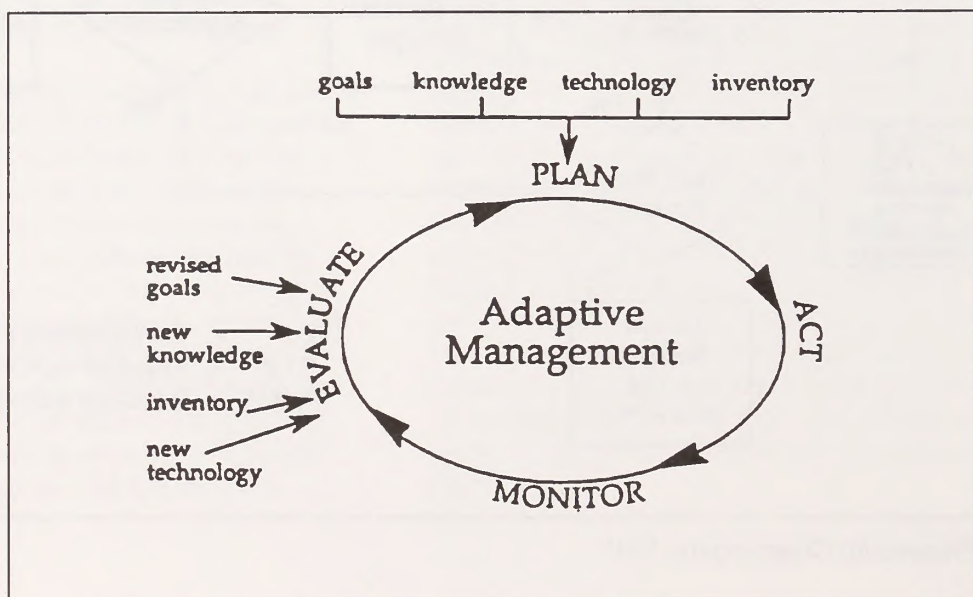 goals knowledge technology inventory
PLAN
revised
goals
new
knowledge
inventory
new
technology
EVALUATE
Adaptive
Management
ACT
MONITOR